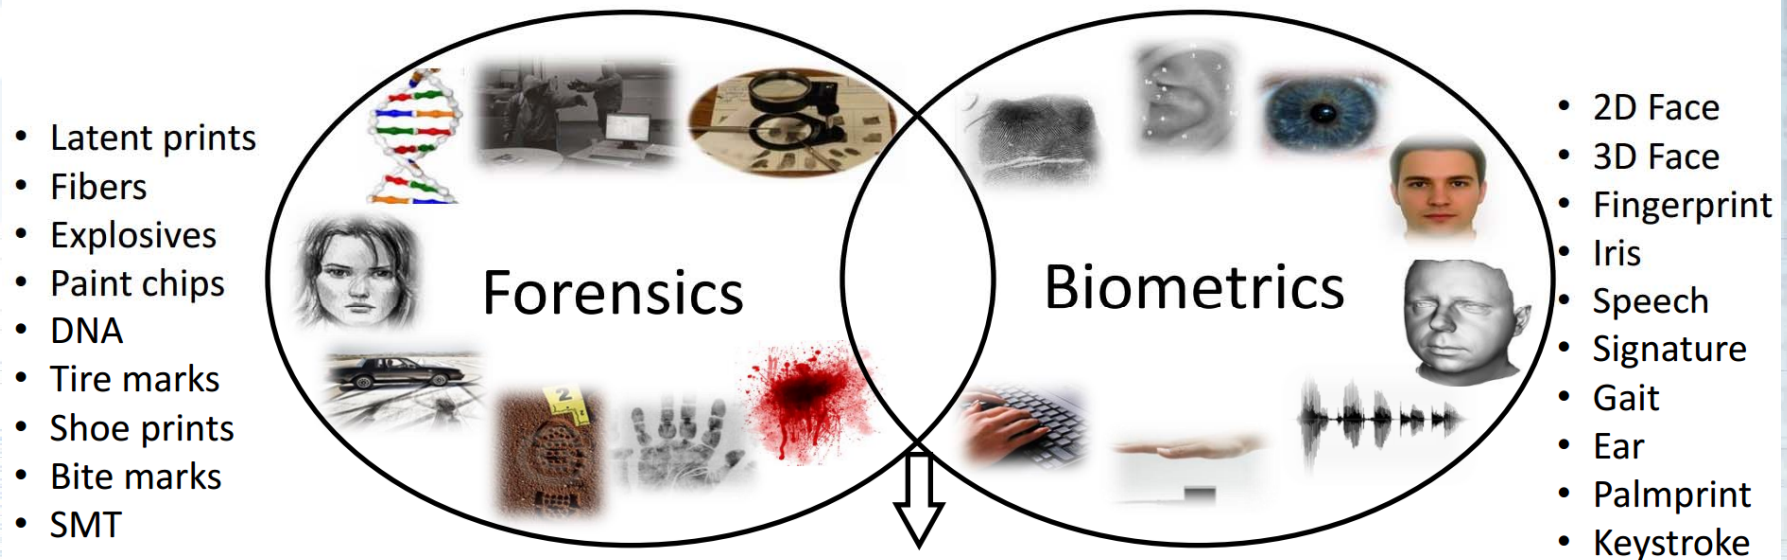 • Latent prints
• Fibers
• Explosives
• Paint chips
• DNA
• Tire marks
• Shoe prints
• Bite marks
• SMT
Forensics
2
Biometrics
• 2D Face
• 3D Face
• Fingerprint
• Iris
• Speech
• Signature
• Gait
• Ear
• Palmprint
• Keystroke